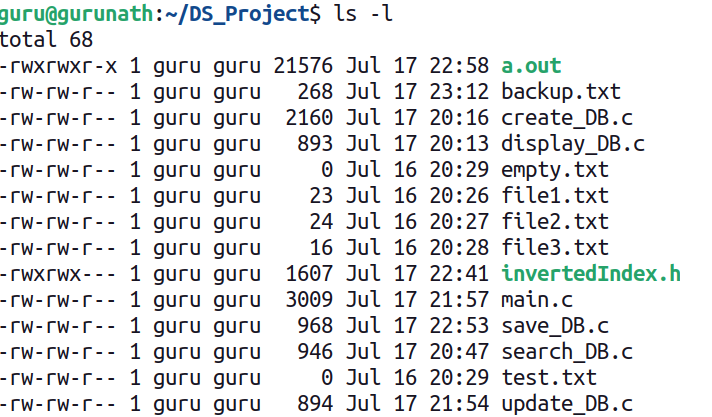 guru@gurunath:~/DS_Project$ ls -l
total 68
-rwxrwxr-x 1 guru guru 21576 Jul 17 22:58 a.out
-rw-rw-r-- 1 guru guru   268 Jul 17 23:12 backup.txt
-rw-rw-r-- 1 guru guru  2160 Jul 17 20:16 create_DB.c
-rw-rw-r-- 1 guru guru   893 Jul 17 20:13 display_DB.c
-rw-rw-r-- 1 guru guru     0 Jul 16 20:29 empty.txt
-rw-rw-r-- 1 guru guru    23 Jul 16 20:26 file1.txt
-rw-rw-r-- 1 guru guru    24 Jul 16 20:27 file2.txt
-rw-rw-r-- 1 guru guru    16 Jul 16 20:28 file3.txt
-rwxrwx--- 1 guru guru  1607 Jul 17 22:41 invertedIndex.h
-rw-rw-r-- 1 guru guru  3009 Jul 17 21:57 main.c
-rw-rw-r-- 1 guru guru   968 Jul 17 22:53 save_DB.c
-rw-rw-r-- 1 guru guru   946 Jul 17 20:47 search_DB.c
-rw-rw-r-- 1 guru guru     0 Jul 16 20:29 test.txt
-rw-rw-r-- 1 guru guru   894 Jul 17 21:54 update_DB.c